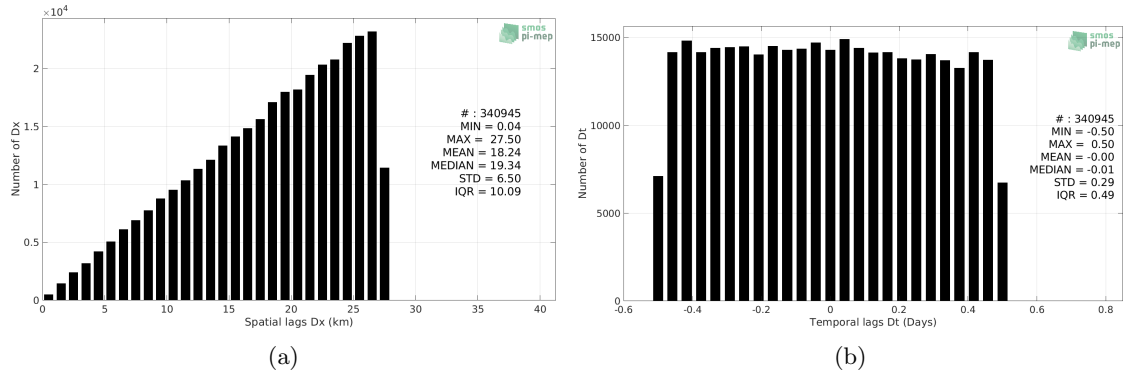 × 10^4
2
1.5
1
0.5
0
0 5 10 15 20 25 30 35 40
Number of Dx
Spatial lags Dx (km)
smos
pi-mep
# : 340945
MIN = 0.04
MAX = 27.50
MEAN = 18.24
MEDIAN = 19.34
STD = 6.50
IQR = 10.09
(a)
15000
10000
5000
0
-0.6 -0.4 -0.2 0 0.2 0.4 0.6 0.8
Number of Dt
Temporal lags Dt (Days)
smos
pi-mep
# : 340945
MIN = -0.50
MAX = 0.50
MEAN = -0.00
MEDIAN = -0.01
STD = 0.29
IQR = 0.49
(b)